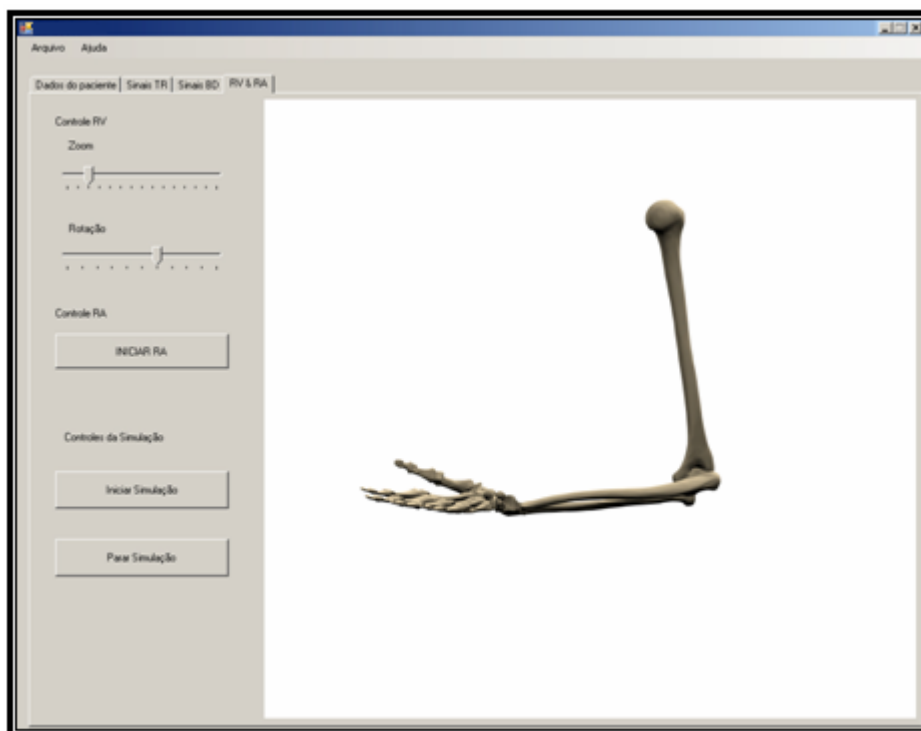 Arquivo Ajuda
Dados do paciente Sinais TR Sinais BD RV & RA
Controle RV
Zoom
Rotação
Controle RA
INICIAR RA
Controles da Simulação
Iniciar Simulação
Parar Simulação